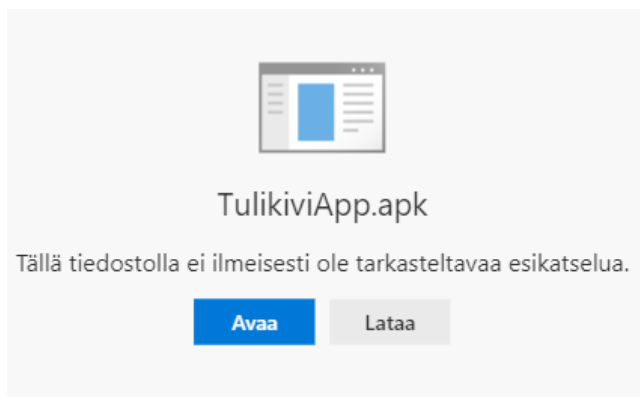 TulikiviApp.apk
Tällä tiedostolla ei ilmeisesti ole tarkasteltavaa esikatselua.
Avaa
Lataa